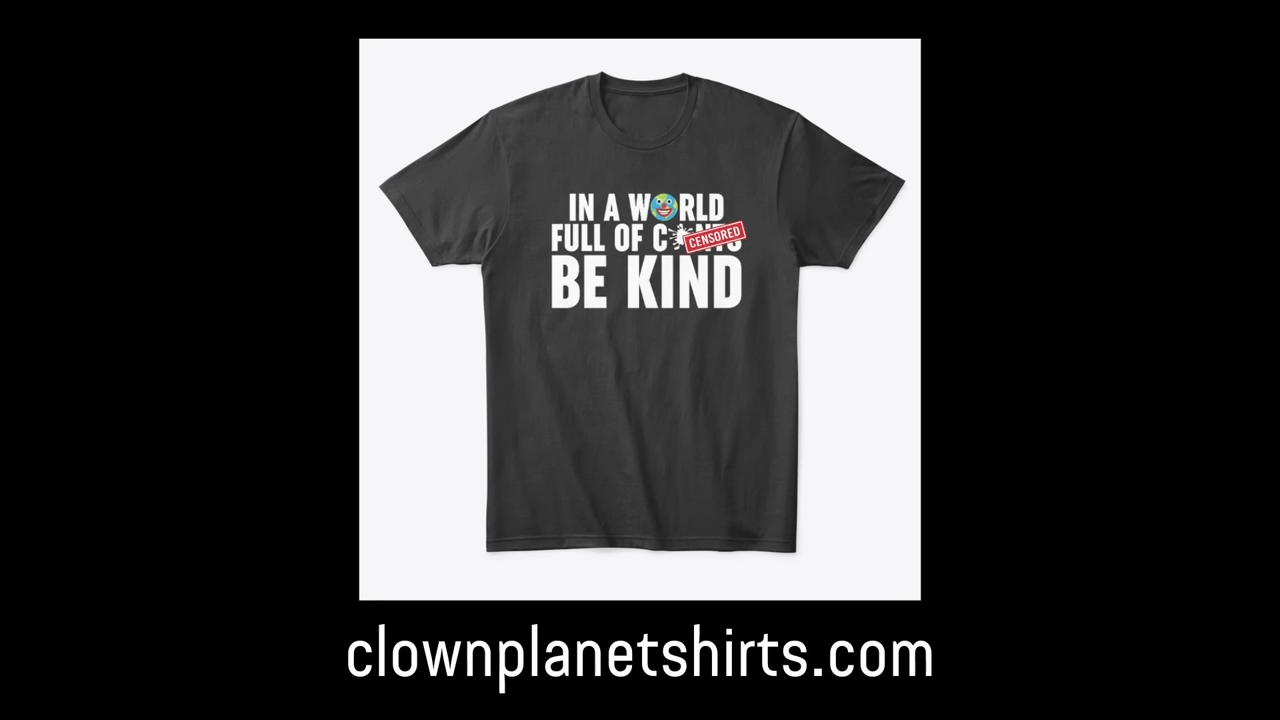 IN A WORLD
FULL OF C
CENSORED
BE KIND
clownplanetshirts.com